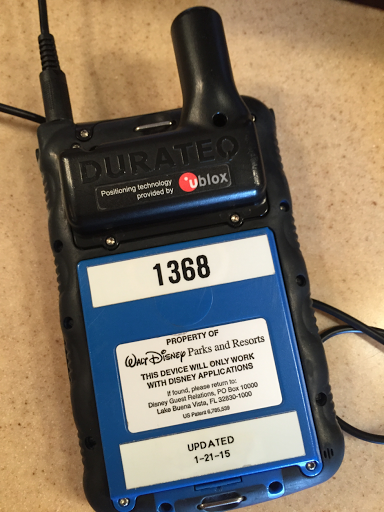 DURATEQ
Positioning technology
provided by ublox
1368
PROPERTY OF
Walt Disney Parks and Resorts
THIS DEVICE WILL ONLY WORK
WITH DISNEY APPLICATIONS
If found, please return to:
Disney Guest Relations, PO Box 10000
Lake Buena Vista, FL 32830-1000
US Patent 6,785,539
UPDATED
1-21-15